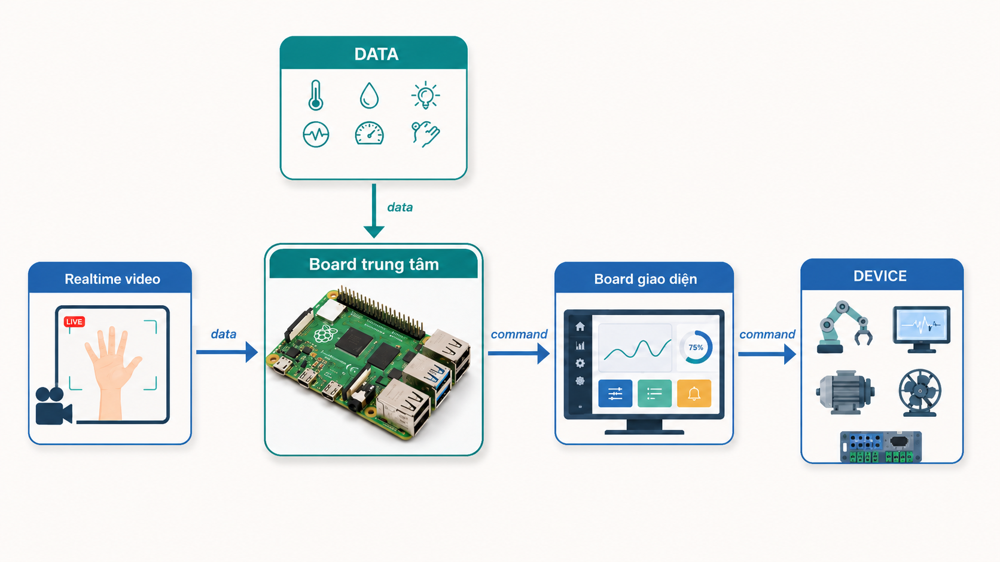 DATA
data
Realtime video
LIVE
data
Board trung tâm
command
Board giao diện
75%
command
DEVICE